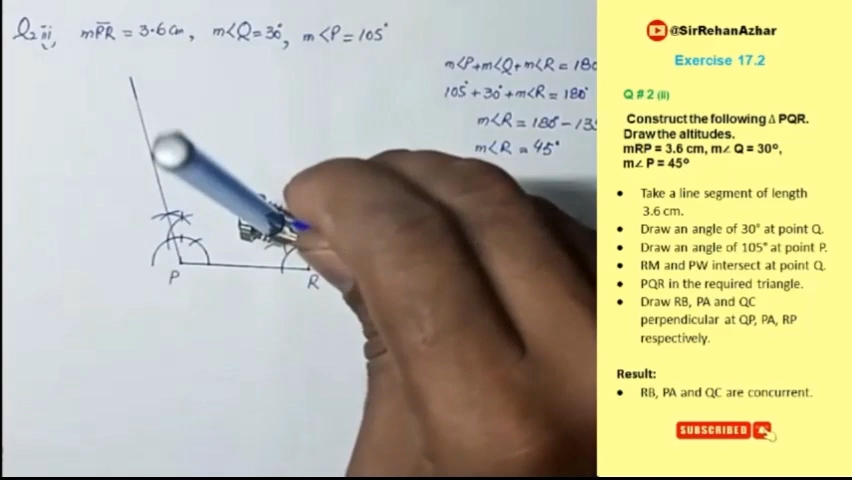 Q2 iii, mPR = 3.6 cm, m∠Q = 30°, m∠P = 105°
m∠P+m∠Q+m∠R = 180
105°+30°+m∠R = 180°
m∠R = 180°-135
m∠R = 45°
P
R
@SirRehanAzhar
Exercise 17.2
Q # 2 (ii)
Construct the following Δ PQR.
Draw the altitudes.
mRP = 3.6 cm, m∠ Q = 30°,
m∠ P = 45°
• Take a line segment of length
3.6 cm.
• Draw an angle of 30° at point Q.
• Draw an angle of 105° at point P.
• RM and PW intersect at point Q.
• PQR in the required triangle.
• Draw RB, PA and QC
perpendicular at QP, PA, RP
respectively.
Result:
• RB, PA and QC are concurrent.
SUBSCRIBED